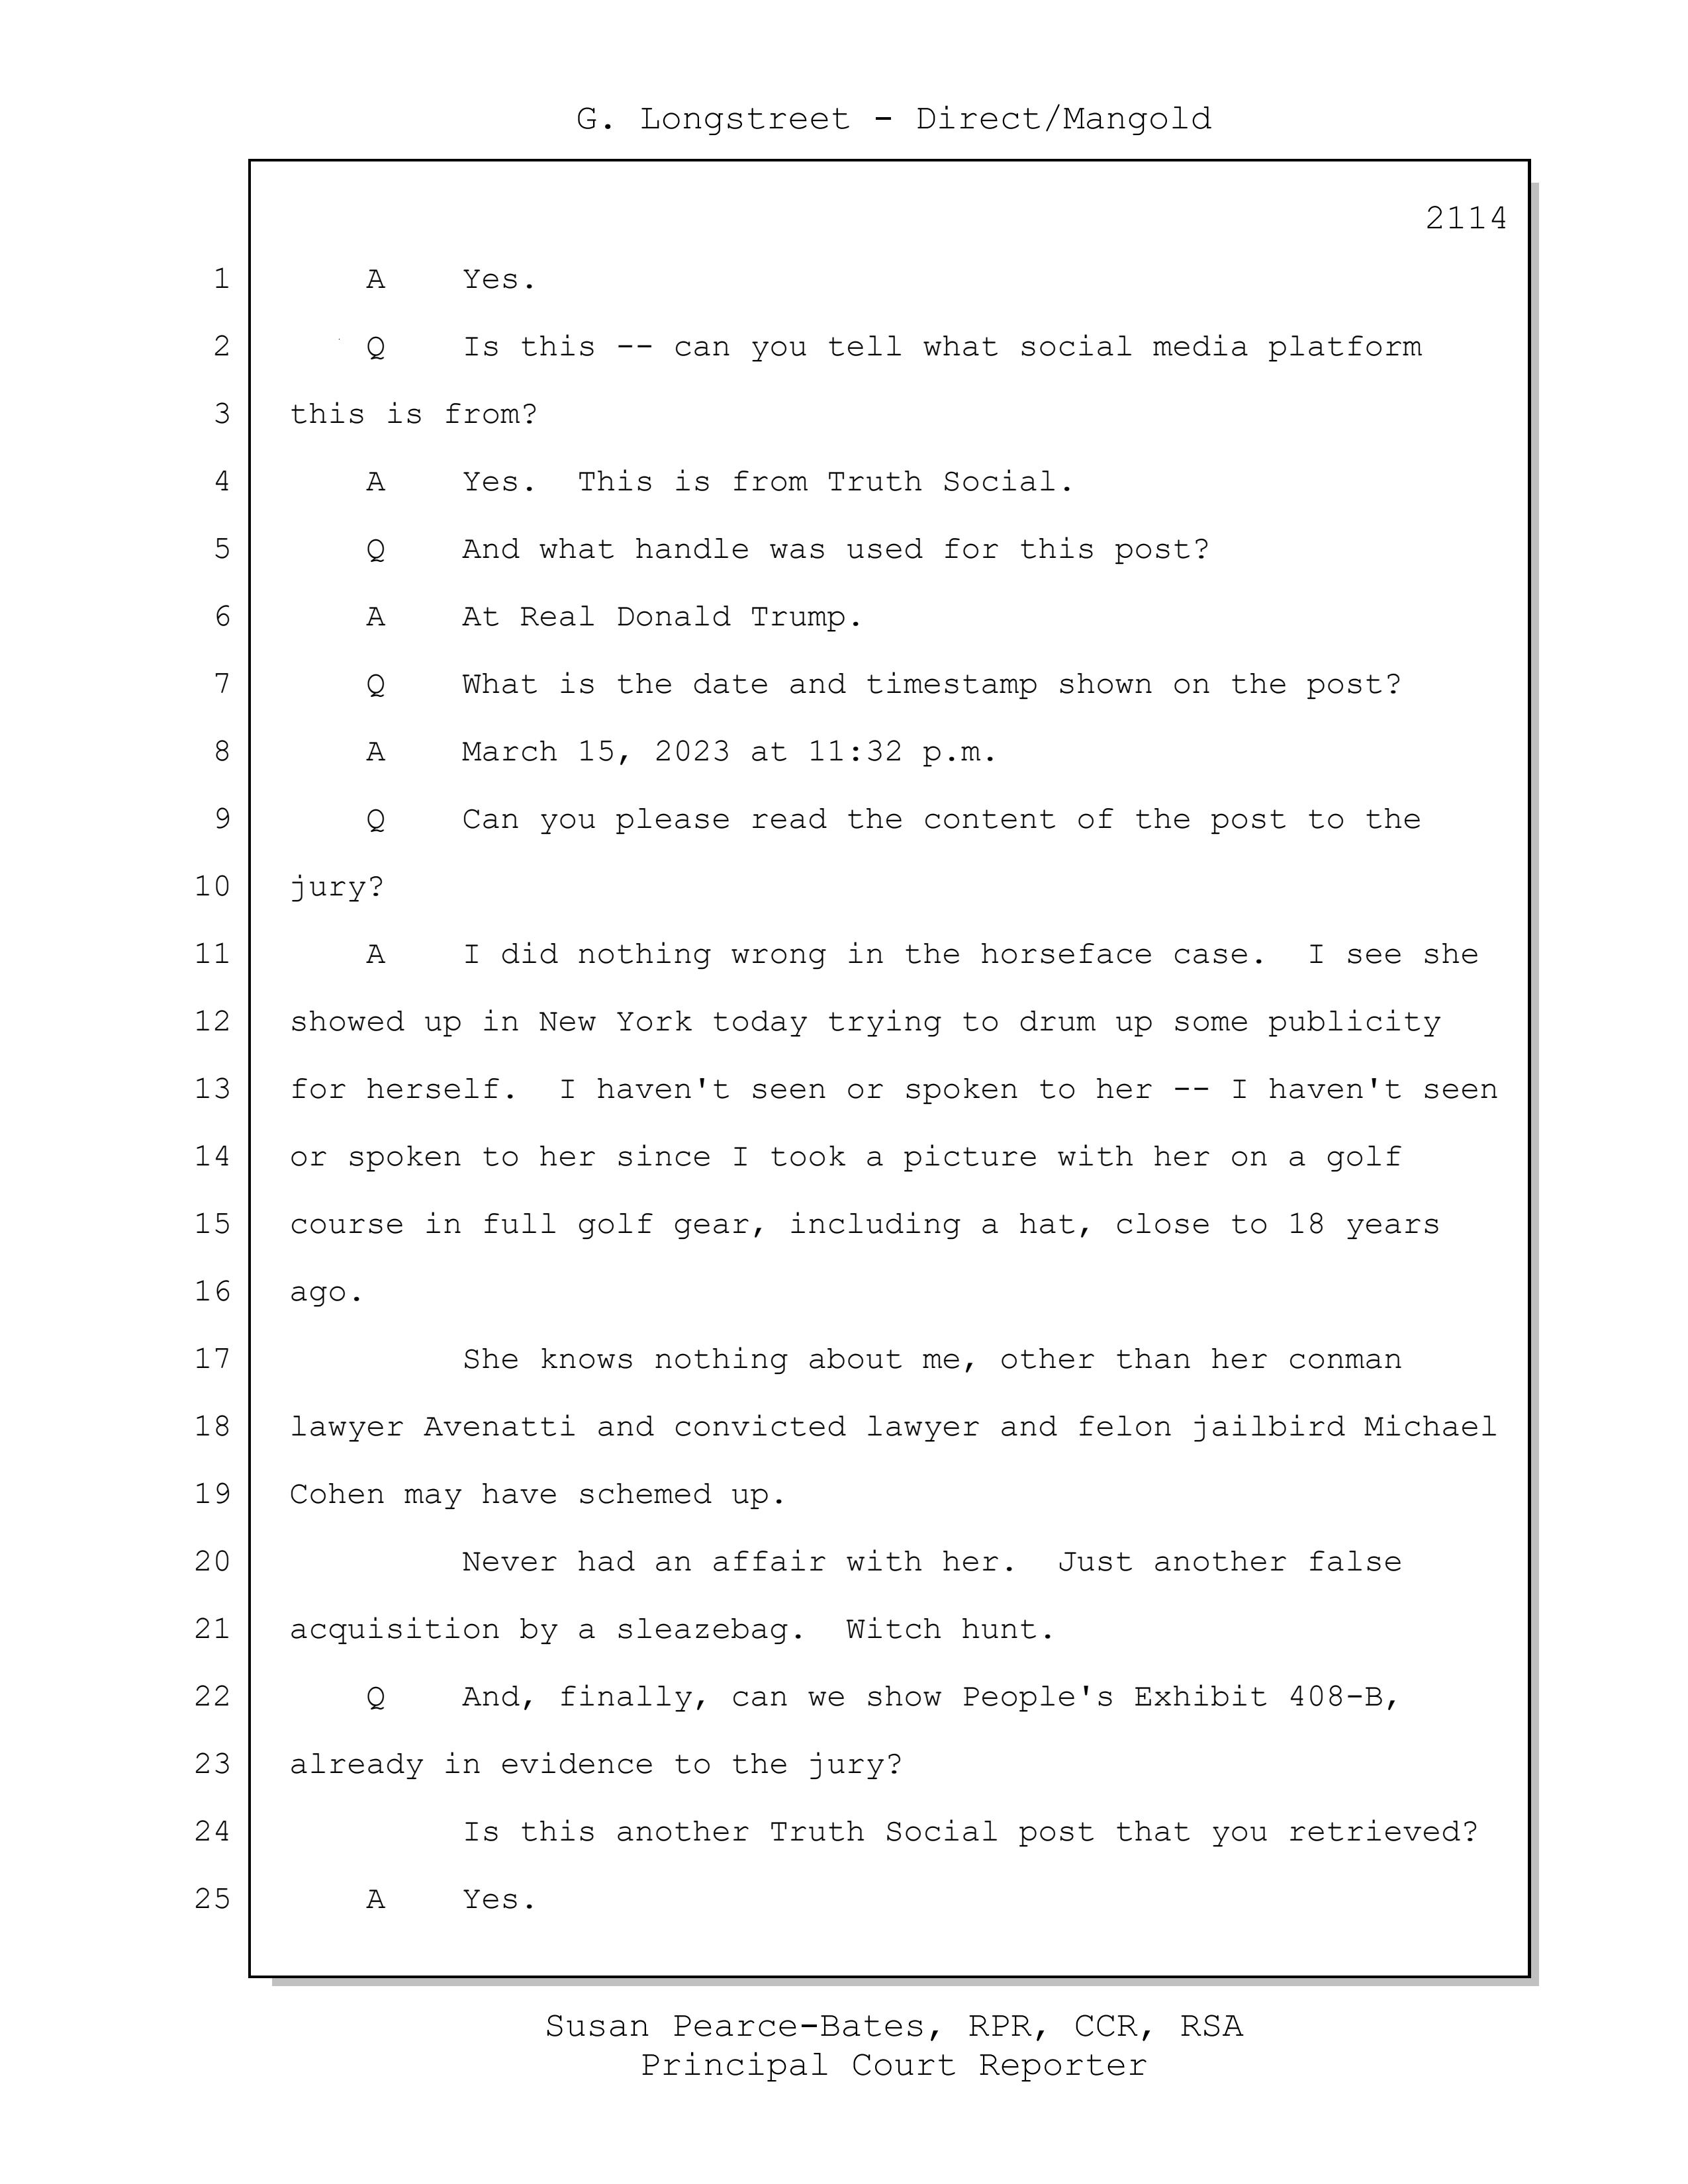 G. Longstreet - Direct/Mangold
2114
1 A Yes.
2 Q Is this -- can you tell what social media platform
3 this is from?
4 A Yes. This is from Truth Social.
5 Q And what handle was used for this post?
6 A At Real Donald Trump.
7 Q What is the date and timestamp shown on the post?
8 A March 15, 2023 at 11:32 p.m.
9 Q Can you please read the content of the post to the
10 jury?
11 A I did nothing wrong in the horseface case. I see she
12 showed up in New York today trying to drum up some publicity
13 for herself. I haven't seen or spoken to her -- I haven't seen
14 or spoken to her since I took a picture with her on a golf
15 course in full golf gear, including a hat, close to 18 years
16 ago.
17 She knows nothing about me, other than her conman
18 lawyer Avenatti and convicted lawyer and felon jailbird Michael
19 Cohen may have schemed up.
20 Never had an affair with her. Just another false
21 acquisition by a sleazebag. Witch hunt.
22 Q And, finally, can we show People's Exhibit 408-B,
23 already in evidence to the jury?
24 Is this another Truth Social post that you retrieved?
25 A Yes.
Susan Pearce-Bates, RPR, CCR, RSA
Principal Court Reporter